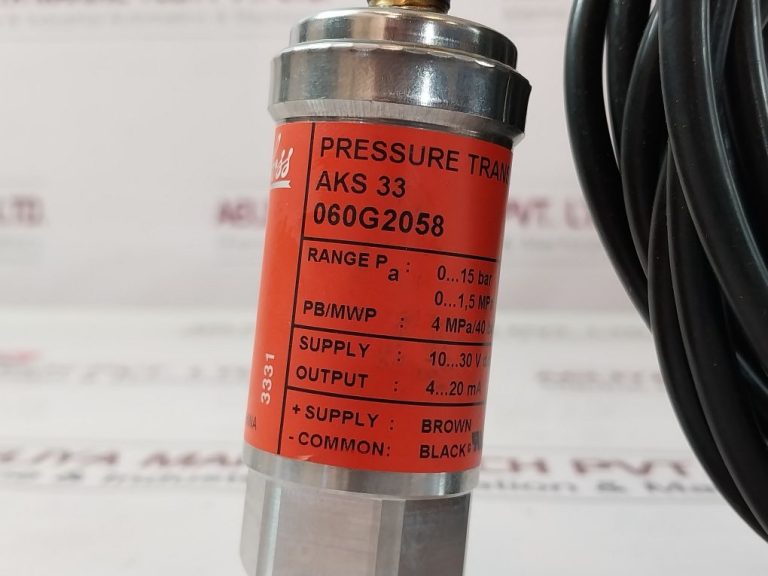 PRESSURE TRANS
AKS 33
060G2058
RANGE Pa : 0...15 bar
0...1,5 MP
PB/MWP : 4 MPa/40
SUPPLY : 10...30 V d.
OUTPUT : 4...20 mA
+ SUPPLY : BROWN
- COMMON: BLACK
3331